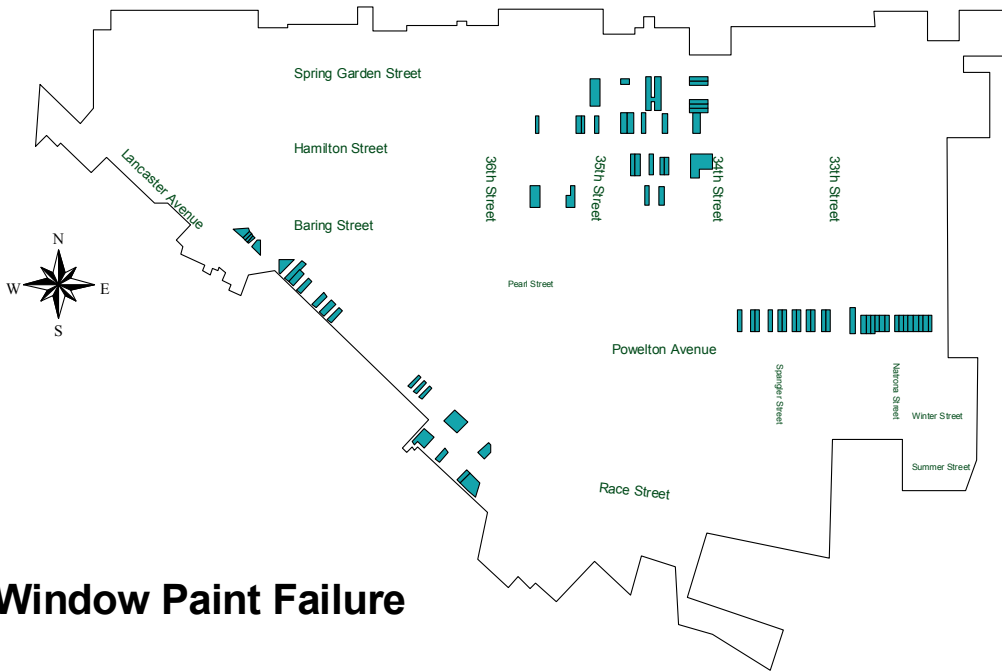 Spring Garden Street
Hamilton Street
Lancaster Avenue
36th Street
35th Street
34th Street
33th Street
Baring Street
N
W E
S
Pearl Street
Powelton Avenue
Spangler Street
Natrona Street
Winter Street
Summer Street
Race Street
Window Paint Failure